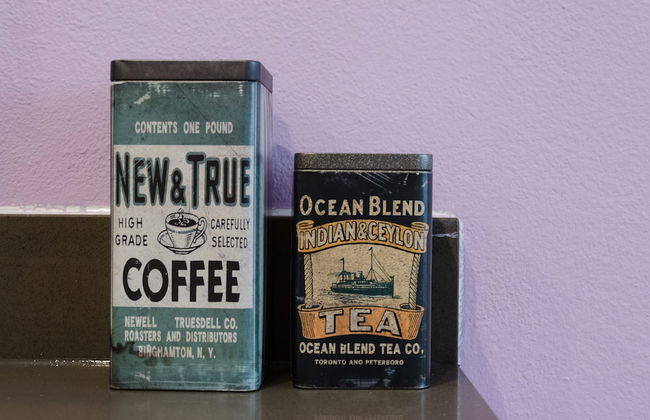 CONTENTS ONE POUND
NEW & TRUE
HIGH GRADE
CAREFULLY SELECTED
COFFEE
NEWELL TRUESDELL CO.
ROASTERS AND DISTRIBUTORS
BINGHAMTON, N, Y.
OCEAN BLEND
INDIAN & CEYLON
TEA
OCEAN BLEND TEA CO,
TORONTO AND PETERBORO